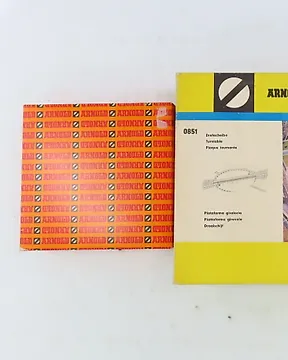 ARNOLD
0851
Drehscheibe
Turntable
Plaque tournante
Plataforma giratoria
Piattaforma girevole
Draaischijf